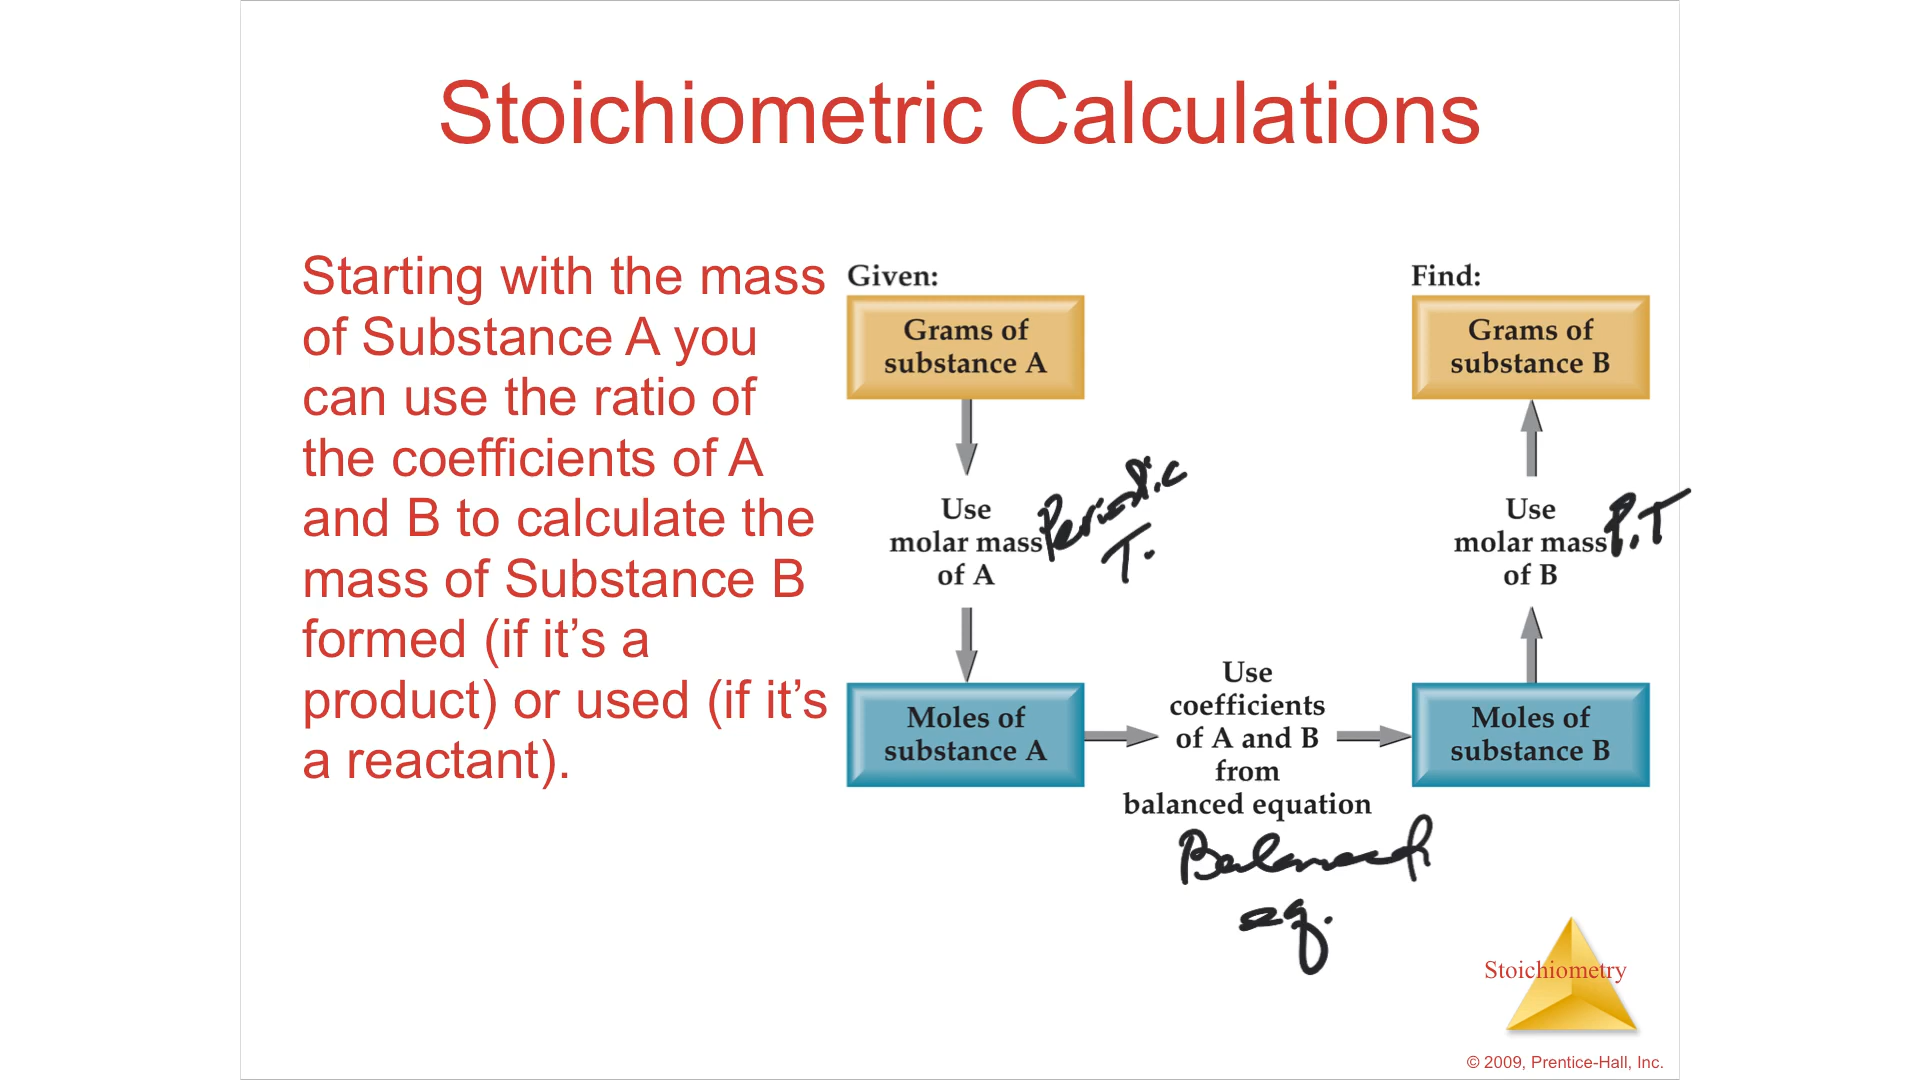 Stoichiometric Calculations
Starting with the mass
of Substance A you
can use the ratio of
the coefficients of A
and B to calculate the
mass of Substance B
formed (if it’s a
product) or used (if it’s
a reactant).
Given:
Grams of
substance A
Use
molar mass
of A
Periodic
T.
Moles of
substance A
Use
coefficients
of A and B
from
balanced equation
Balanced
eq.
Find:
Grams of
substance B
Use
molar mass
of B
P.T
Moles of
substance B
Stoichiometry
© 2009, Prentice-Hall, Inc.